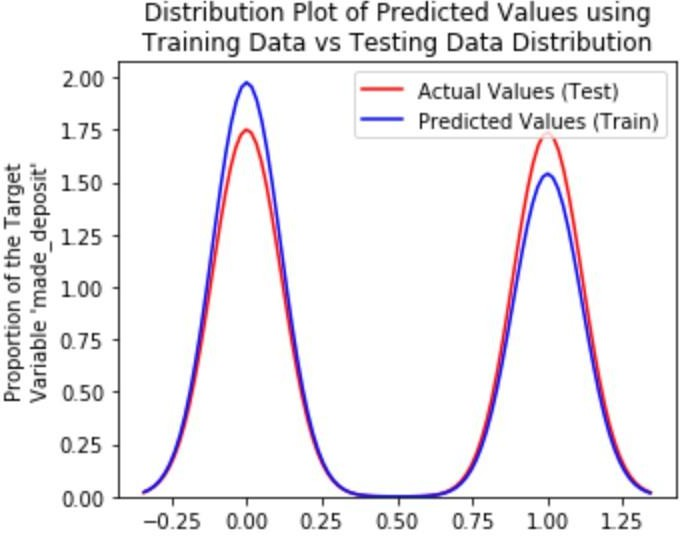 Distribution Plot of Predicted Values using
Training Data vs Testing Data Distribution
Actual Values (Test)
Predicted Values (Train)
Proportion of the Target
Variable 'made_deposit'
2.00
1.75
1.50
1.25
1.00
0.75
0.50
0.25
0.00
−0.25 0.00 0.25 0.50 0.75 1.00 1.25